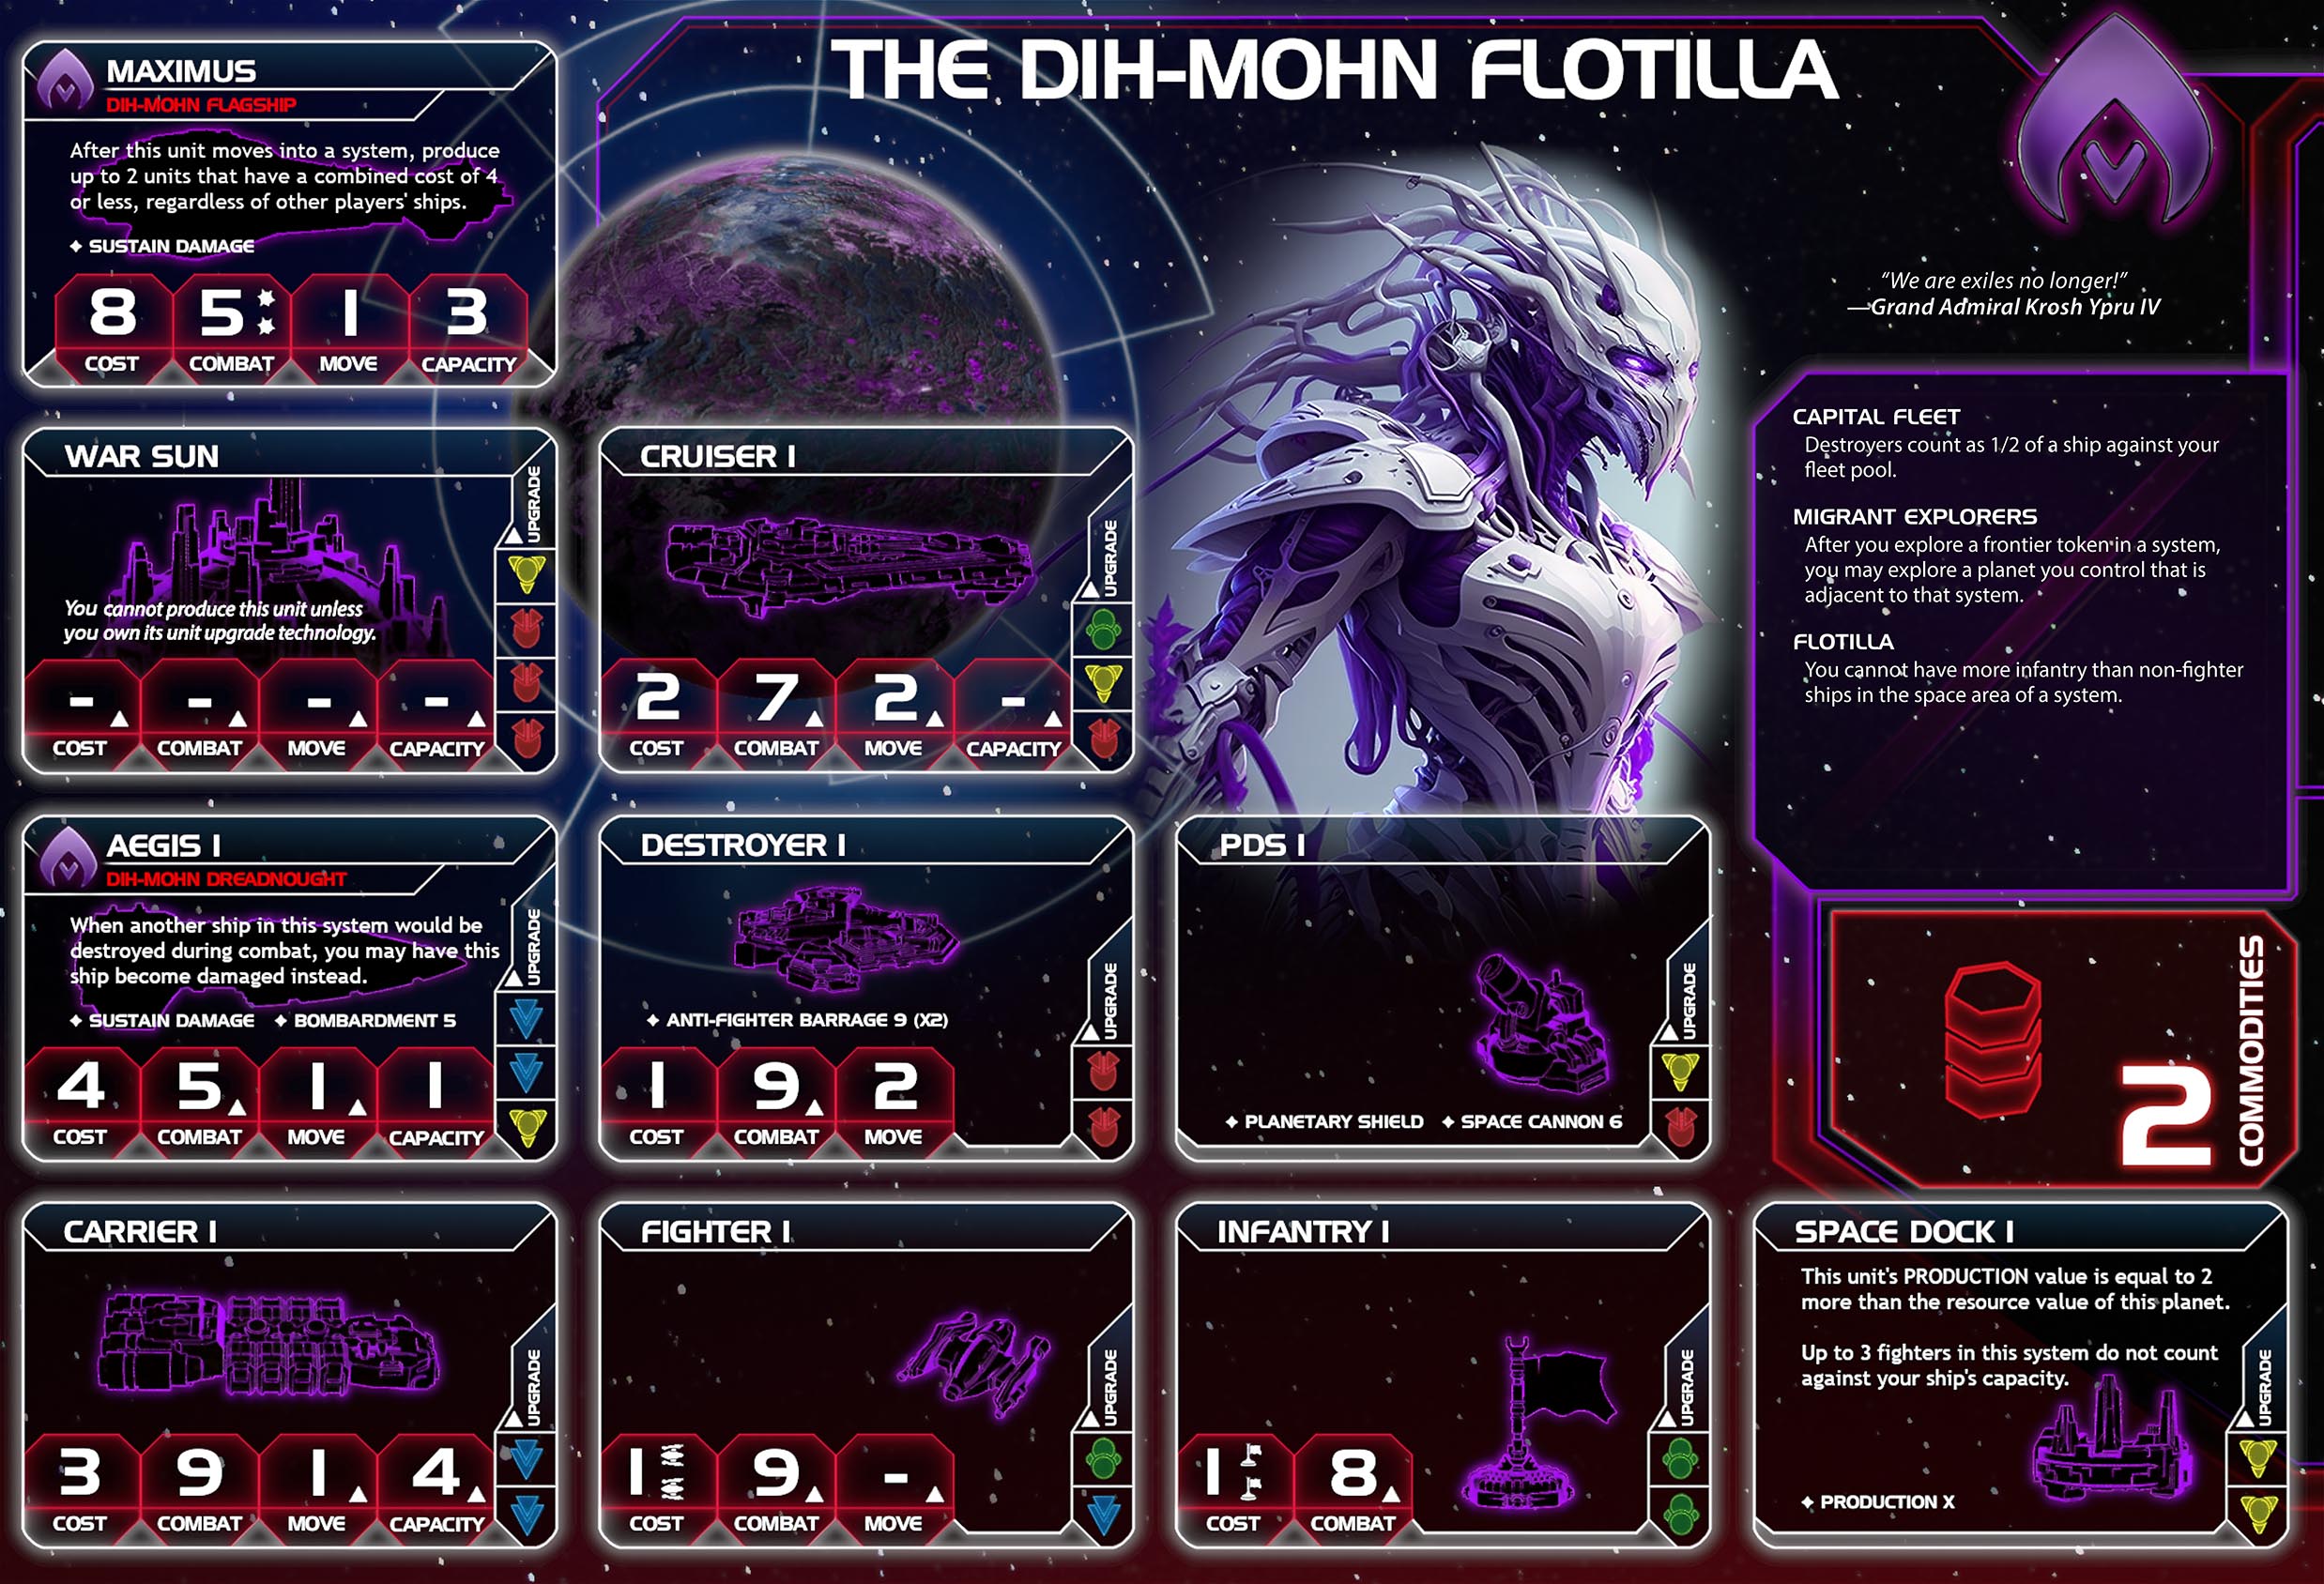 THE DIH-MOHN FLOTILLA
MAXIMUS
DIH-MOHN FLAGSHIP
After this unit moves into a system, produce
up to 2 units that have a combined cost of 4
or less, regardless of other players' ships.
SUSTAIN DAMAGE
8 5 1 3
COST COMBAT MOVE CAPACITY
“We are exiles no longer!”
—Grand Admiral Krosh Ypru IV
CAPITAL FLEET
Destroyers count as 1/2 of a ship against your
fleet pool.
MIGRANT EXPLORERS
After you explore a frontier token in a system,
you may explore a planet you control that is
adjacent to that system.
FLOTILLA
You cannot have more infantry than non-fighter
ships in the space area of a system.
WAR SUN
UPGRADE
You cannot produce this unit unless
you own its unit upgrade technology.
- - - -
COST COMBAT MOVE CAPACITY
CRUISER I
UPGRADE
2 7 2 -
COST COMBAT MOVE CAPACITY
AEGIS I
DIH-MOHN DREADNOUGHT
When another ship in this system would be
destroyed during combat, you may have this
ship become damaged instead.
UPGRADE
SUSTAIN DAMAGE BOMBARDMENT 5
4 5 1 1
COST COMBAT MOVE CAPACITY
DESTROYER I
UPGRADE
ANTI-FIGHTER BARRAGE 9 (X2)
1 9 2
COST COMBAT MOVE
PDS I
UPGRADE
PLANETARY SHIELD SPACE CANNON 6
2
COMMODITIES
CARRIER I
UPGRADE
3 9 1 4
COST COMBAT MOVE CAPACITY
FIGHTER I
UPGRADE
1 9 -
COST COMBAT MOVE
INFANTRY I
UPGRADE
1 8
COST COMBAT
SPACE DOCK I
This unit's PRODUCTION value is equal to 2
more than the resource value of this planet.
Up to 3 fighters in this system do not count
against your ship's capacity.
UPGRADE
PRODUCTION X